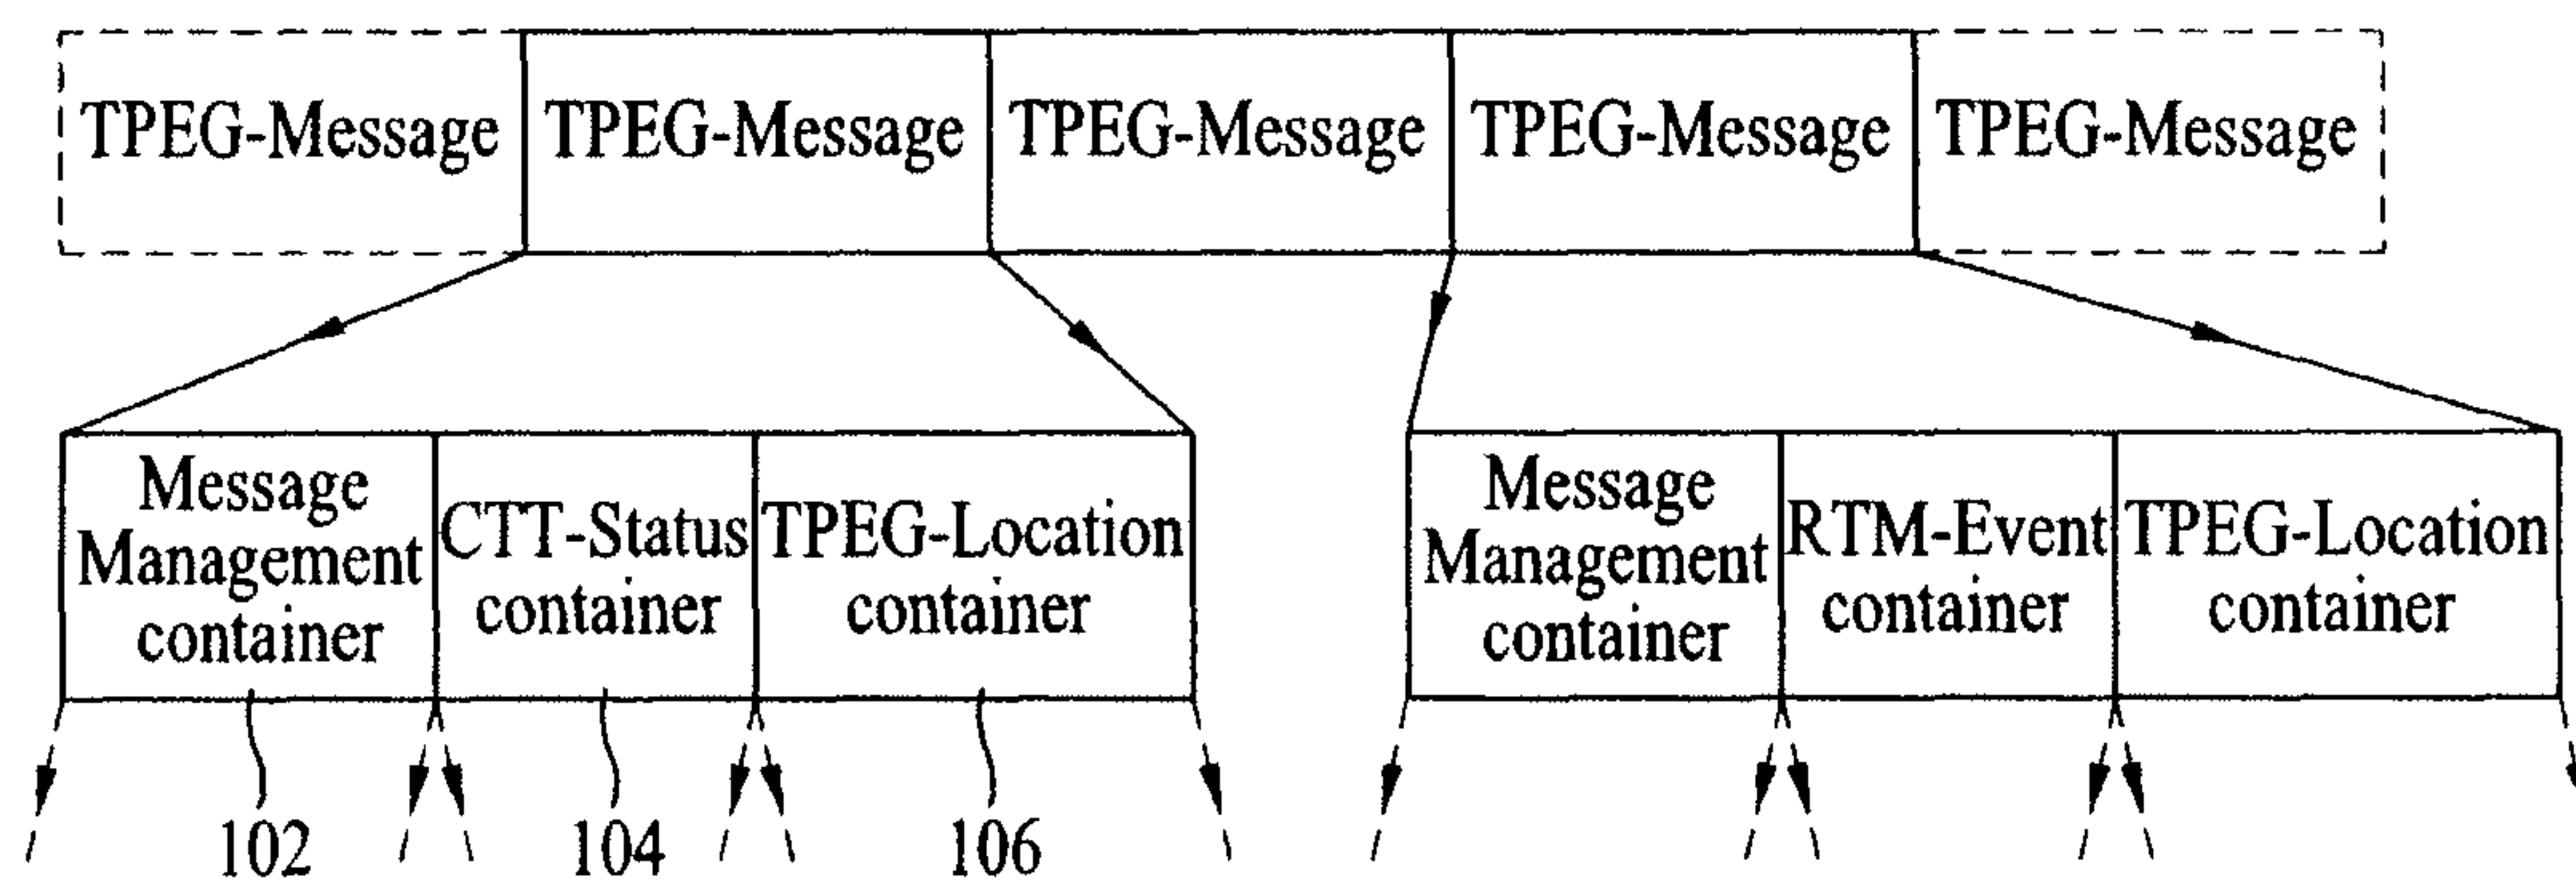 TPEG-Message TPEG-Message TPEG-Message TPEG-Message TPEG-Message
Message
Management
container
CTT-Status
container
TPEG-Location
container
Message
Management
container
RTM-Event
container
TPEG-Location
container
102 104 106